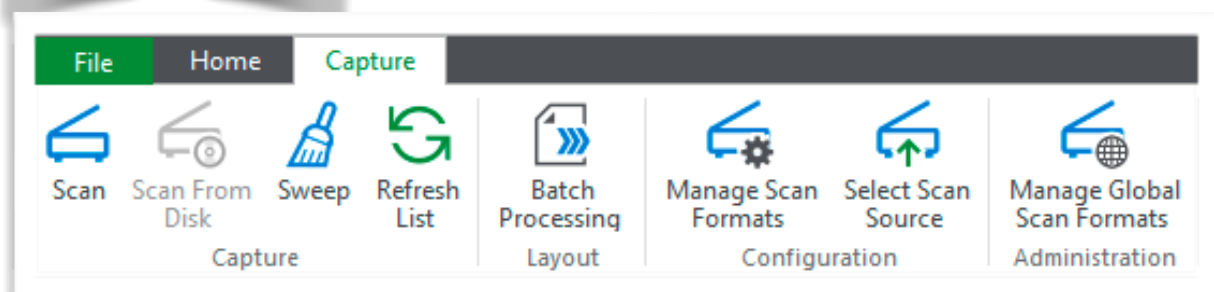 File Home Capture
Scan Scan From Disk Sweep Refresh List Batch Processing Manage Scan Formats Select Scan Source Manage Global Scan Formats
Capture Layout Configuration Administration